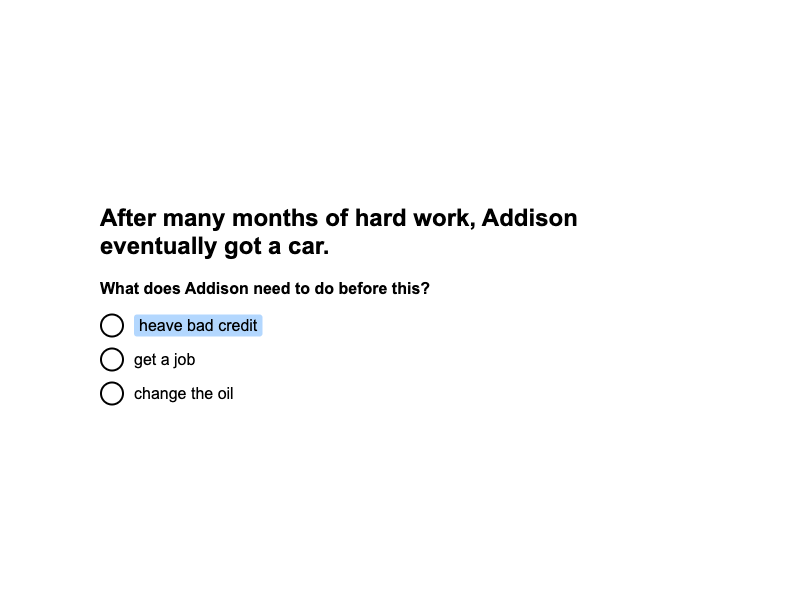 After many months of hard work, Addison
eventually got a car.
What does Addison need to do before this?
heave bad credit
get a job
change the oil